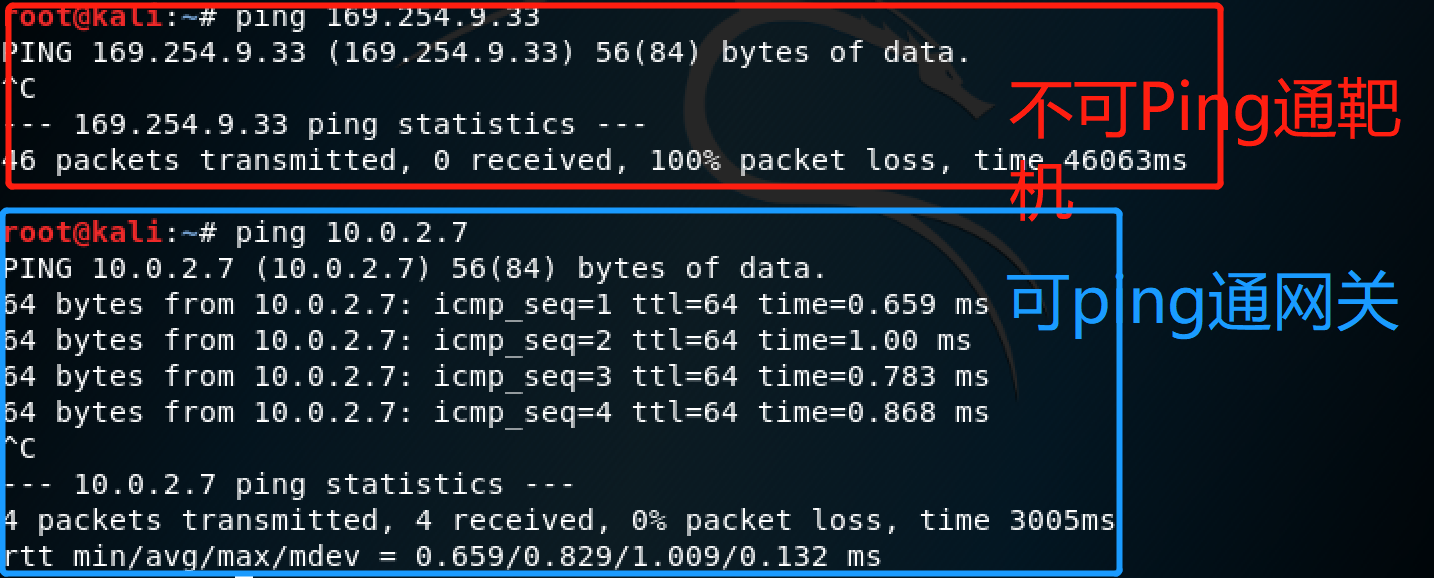 root@kali:~# ping 169.254.9.33
PING 169.254.9.33 (169.254.9.33) 56(84) bytes of data.
^C
--- 169.254.9.33 ping statistics ---
46 packets transmitted, 0 received, 100% packet loss, time 46063ms
不可Ping通靶
机
root@kali:~# ping 10.0.2.7
PING 10.0.2.7 (10.0.2.7) 56(84) bytes of data.
64 bytes from 10.0.2.7: icmp_seq=1 ttl=64 time=0.659 ms
64 bytes from 10.0.2.7: icmp_seq=2 ttl=64 time=1.00 ms
64 bytes from 10.0.2.7: icmp_seq=3 ttl=64 time=0.783 ms
64 bytes from 10.0.2.7: icmp_seq=4 ttl=64 time=0.868 ms
^C
--- 10.0.2.7 ping statistics ---
4 packets transmitted, 4 received, 0% packet loss, time 3005ms
rtt min/avg/max/mdev = 0.659/0.829/1.009/0.132 ms
可ping通网关